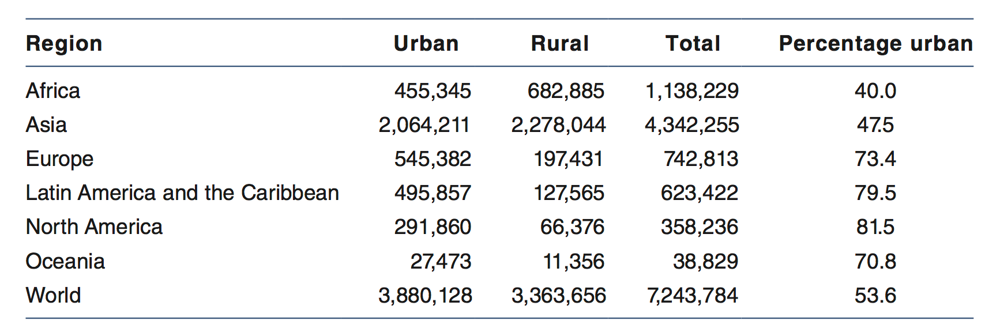 Region Urban Rural Total Percentage urban
Africa 455,345 682,885 1,138,229 40.0
Asia 2,064,211 2,278,044 4,342,255 47.5
Europe 545,382 197,431 742,813 73.4
Latin America and the Caribbean 495,857 127,565 623,422 79.5
North America 291,860 66,376 358,236 81.5
Oceania 27,473 11,356 38,829 70.8
World 3,880,128 3,363,656 7,243,784 53.6